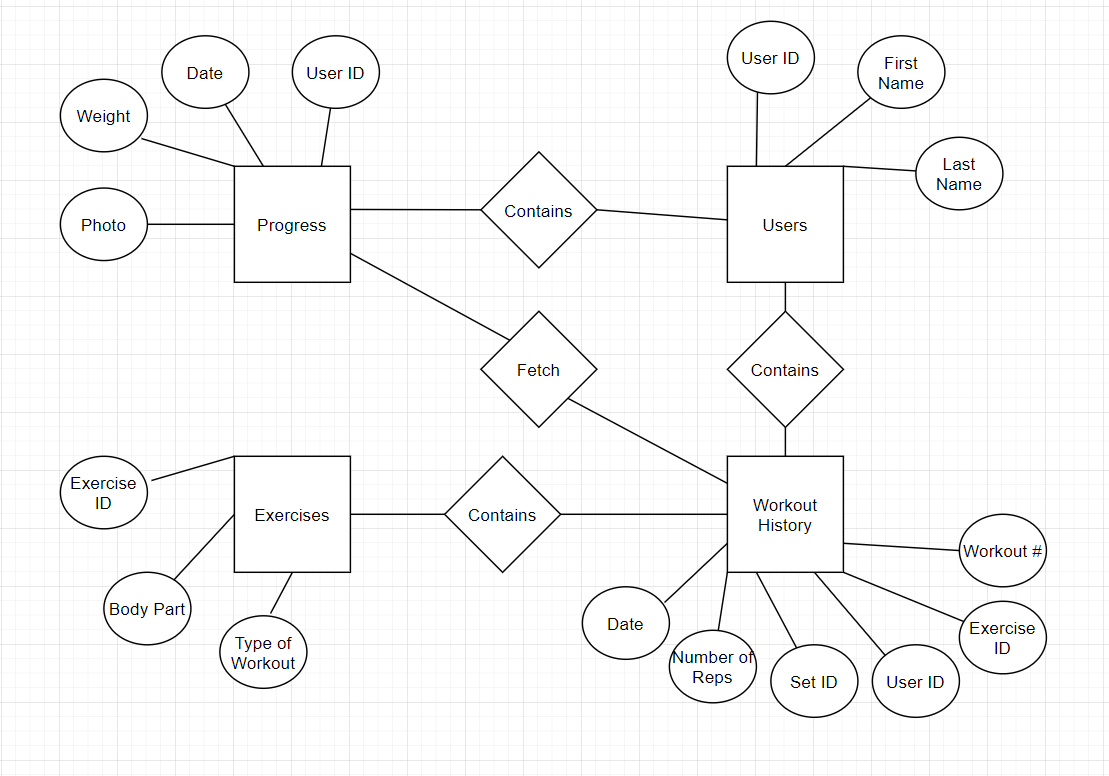 User ID
First
Name
Date
User ID
Weight
Last
Name
Photo
Progress
Contains
Users
Fetch
Contains
Exercise
ID
Exercises
Contains
Workout
History
Workout #
Body Part
Type of
Workout
Date
Number of
Reps
Set ID
User ID
Exercise
ID